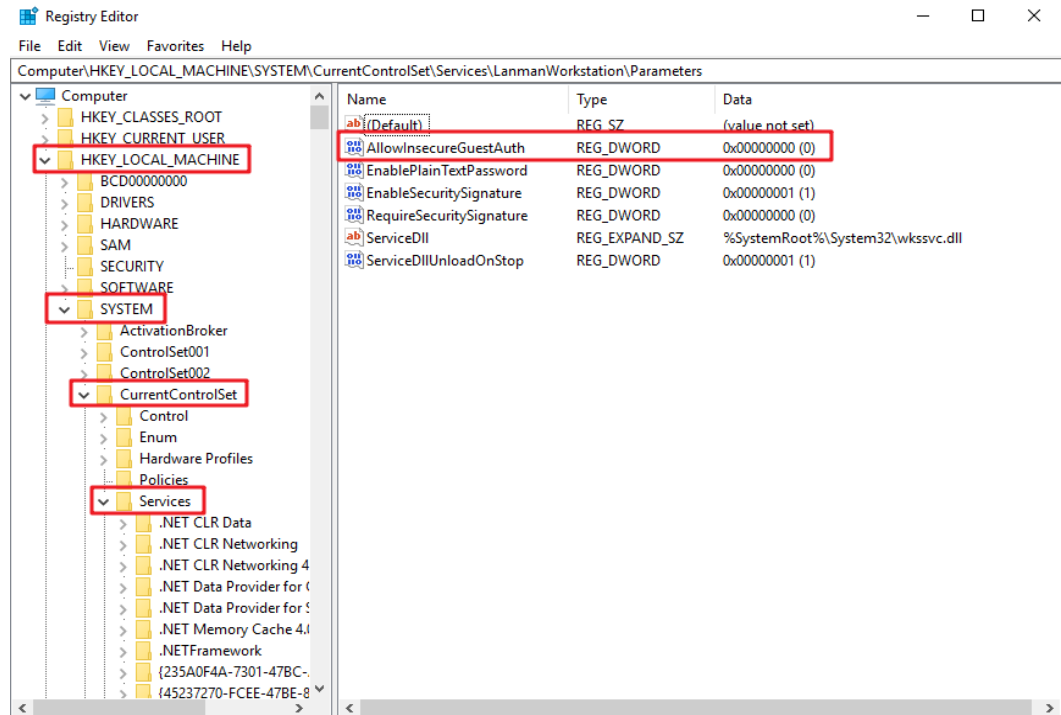 Registry Editor
File Edit View Favorites Help
Computer\HKEY_LOCAL_MACHINE\SYSTEM\CurrentControlSet\Services\LanmanWorkstation\Parameters
Computer
HKEY_CLASSES_ROOT
HKEY_CURRENT_USER
HKEY_LOCAL_MACHINE
BCD00000000
DRIVERS
HARDWARE
SAM
SECURITY
SOFTWARE
SYSTEM
ActivationBroker
ControlSet001
ControlSet002
CurrentControlSet
Control
Enum
Hardware Profiles
Policies
Services
.NET CLR Data
.NET CLR Networking
.NET CLR Networking 4
.NET Data Provider for
.NET Data Provider for
.NET Memory Cache 4.
.NETFramework
{235A0F4A-7301-47BC-
{45237270-FCEE-47BE-8
Name Type Data
(Default) REG_SZ (value not set)
AllowInsecureGuestAuth REG_DWORD 0x00000000 (0)
EnablePlainTextPassword REG_DWORD 0x00000000 (0)
EnableSecuritySignature REG_DWORD 0x00000001 (1)
RequireSecuritySignature REG_DWORD 0x00000000 (0)
ServiceDll REG_EXPAND_SZ %SystemRoot%\System32\wkssvc.dll
ServiceDllUnloadOnStop REG_DWORD 0x00000001 (1)